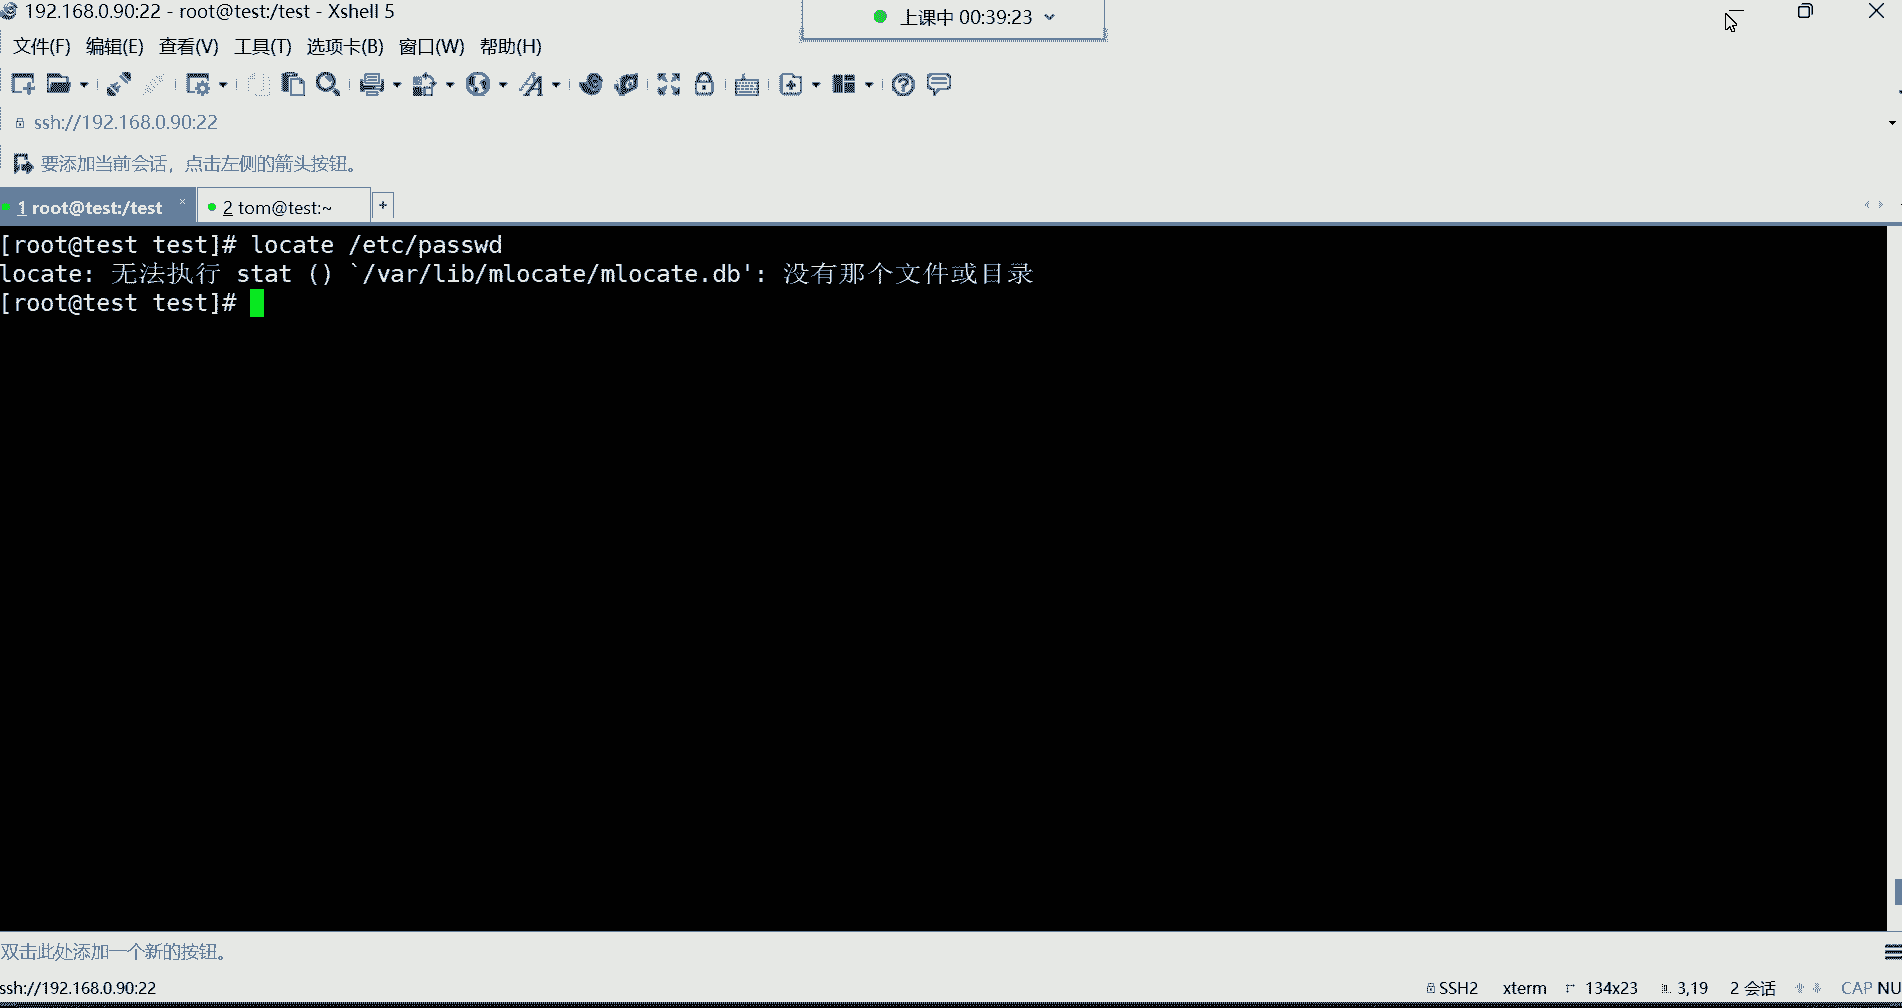 192.168.0.90:22 - root@test:/test - Xshell 5
上课中 00:39:23
文件(F) 编辑(E) 查看(V) 工具(T) 选项卡(B) 窗口(W) 帮助(H)
ssh://192.168.0.90:22
要添加当前会话，点击左侧的箭头按钮。
1 root@test:/test
2 tom@test:~
[root@test test]# locate /etc/passwd
locate: 无法执行 stat () `/var/lib/mlocate/mlocate.db': 没有那个文件或目录
[root@test test]#
双击此处添加一个新的按钮。
ssh://192.168.0.90:22
SSH2 xterm 134x23 3,19 2 会话 CAP NU